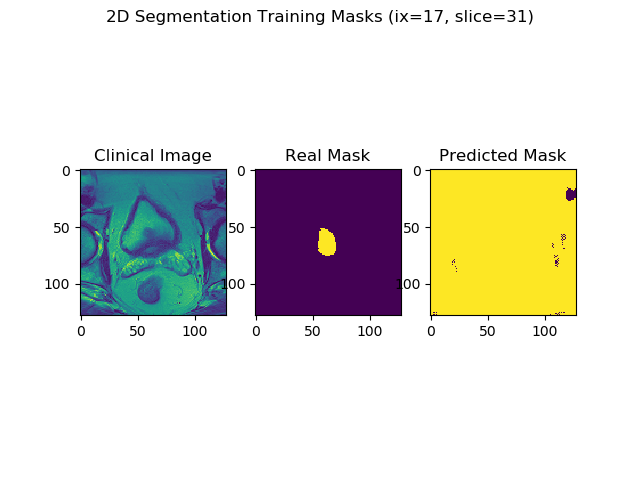 2D Segmentation Training Masks (ix=17, slice=31)
Clinical Image Real Mask Predicted Mask
0 0 0
50 50 50
100 100 100
0 50 100 0 50 100 0 50 100